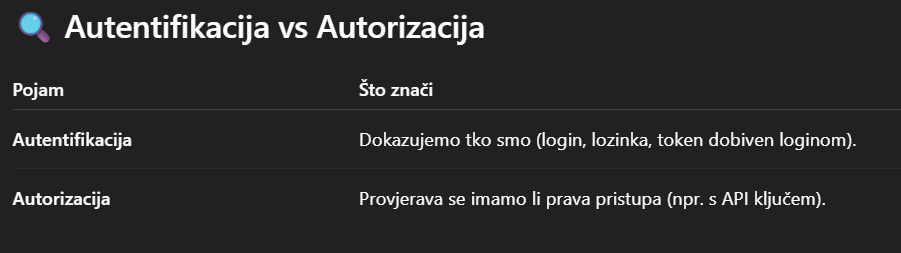 🔍 Autentifikacija vs Autorizacija
Pojam Što znači
Autentifikacija Dokazujemo tko smo (login, lozinka, token dobiven loginom).
Autorizacija Provjerava se imamo li prava pristupa (npr. s API ključem).